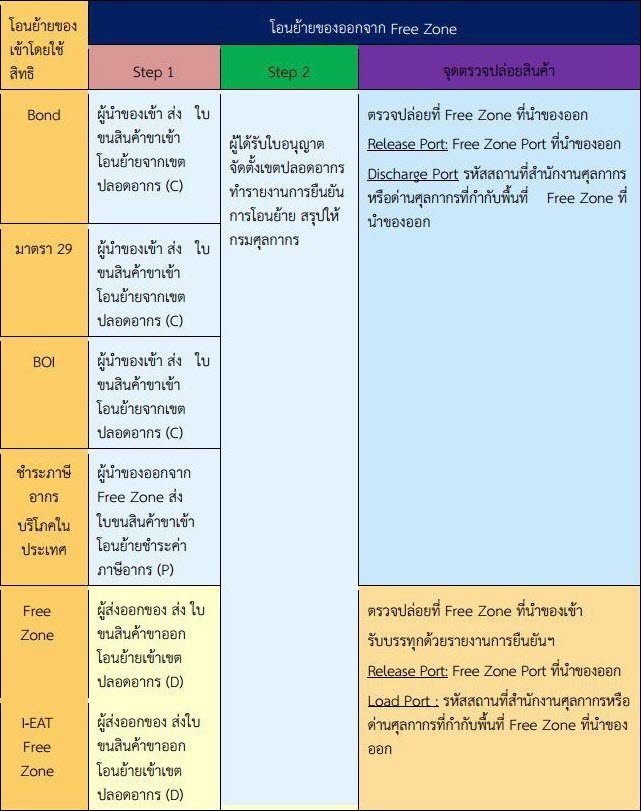 โอนย้ายของ
เข้าโดยใช้
สิทธิ
โอนย้ายของออกจาก Free Zone
Step 1
Step 2
จุดตรวจปล่อยสินค้า
Bond
ผู้นำของเข้า ส่ง ใบ
ขนสินค้าขาเข้า
โอนย้ายจากเขต
ปลอดอากร (C)
ผู้ได้รับใบอนุญาต
จัดตั้งเขตปลอดอากร
ทำรายงานการยืนยัน
การโอนย้าย สรุปให้
กรมศุลกากร
ตรวจปล่อยที่ Free Zone ที่นำของออก
Release Port: Free Zone Port ที่นำของออก
Discharge Port รหัสสถานที่สำนักงานศุลกากร
หรือด่านศุลกากรที่กำกับพื้นที่ Free Zone ที่
นำของออก
มาตรา 29
ผู้นำของเข้า ส่ง ใบ
ขนสินค้าขาเข้า
โอนย้ายจากเขต
ปลอดอากร (C)
BOI
ผู้นำของเข้า ส่ง ใบ
ขนสินค้าขาเข้า
โอนย้ายจากเขต
ปลอดอากร (C)
ชำระภาษี
อากร
บริโภคใน
ประเทศ
ผู้นำของออกจาก
Free Zone ส่ง
ใบขนสินค้าขาเข้า
โอนย้ายชำระค่า
ภาษีอากร (P)
Free
Zone
ผู้ส่งออกของ ส่ง ใบ
ขนสินค้าขาออก
โอนย้ายเข้าเขต
ปลอดอากร (D)
ตรวจปล่อยที่ Free Zone ที่นำของเข้า
รับบรรทุกด้วยรายงานการยืนยันฯ
Release Port: Free Zone Port ที่นำของออก
Load Port : รหัสสถานที่สำนักงานศุลกากรหรือ
ด่านศุลกากรที่กำกับพื้นที่ Free Zone ที่นำของ
ออก
I-EAT
Free
Zone
ผู้ส่งออกของ ส่งใบ
ขนสินค้าขาออก
โอนย้ายเข้าเขต
ปลอดอากร (D)